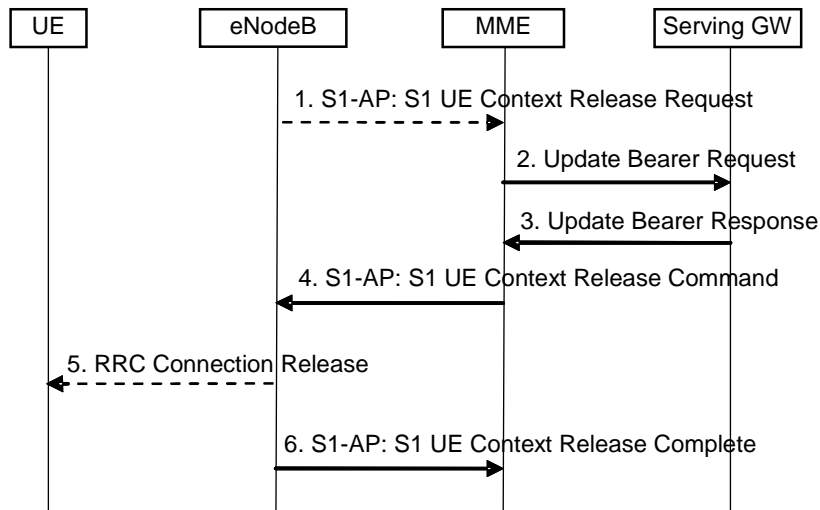 UE
eNodeB
MME
Serving GW
1. S1-AP: S1 UE Context Release Request
2. Update Bearer Request
3. Update Bearer Response
4. S1-AP: S1 UE Context Release Command
5. RRC Connection Release
6. S1-AP: S1 UE Context Release Complete